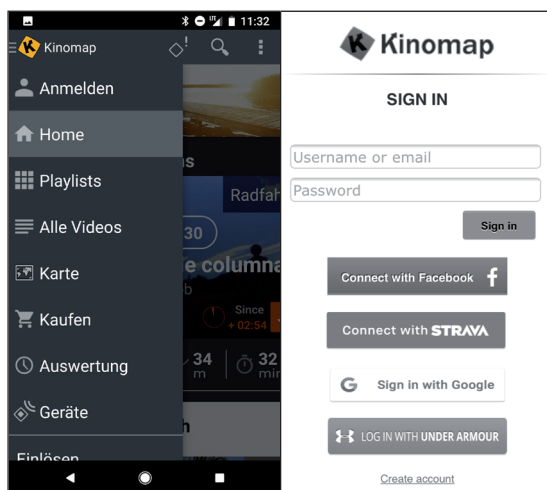 11:32
Kinomap
Anmelden
Home
Playlists
Alle Videos
Karte
Kaufen
Auswertung
Geräte
Einlösen
Radfah
30
e columna
Since
+ 02:54
34
m
32
min
Kinomap
SIGN IN
Username or email
Password
Sign in
Connect with Facebook
Connect with STRAVA
Sign in with Google
LOG IN WITH UNDER ARMOUR
Create account